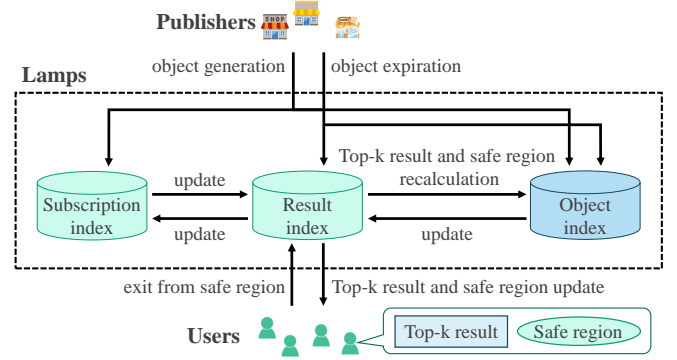 Publishers
SHOP
object generation
object expiration
Lamps
Top-k result and safe region
recalculation
update
Subscription
index
Result
index
Object
index
update
update
exit from safe region
Top-k result and safe region update
Users
Top-k result
Safe region